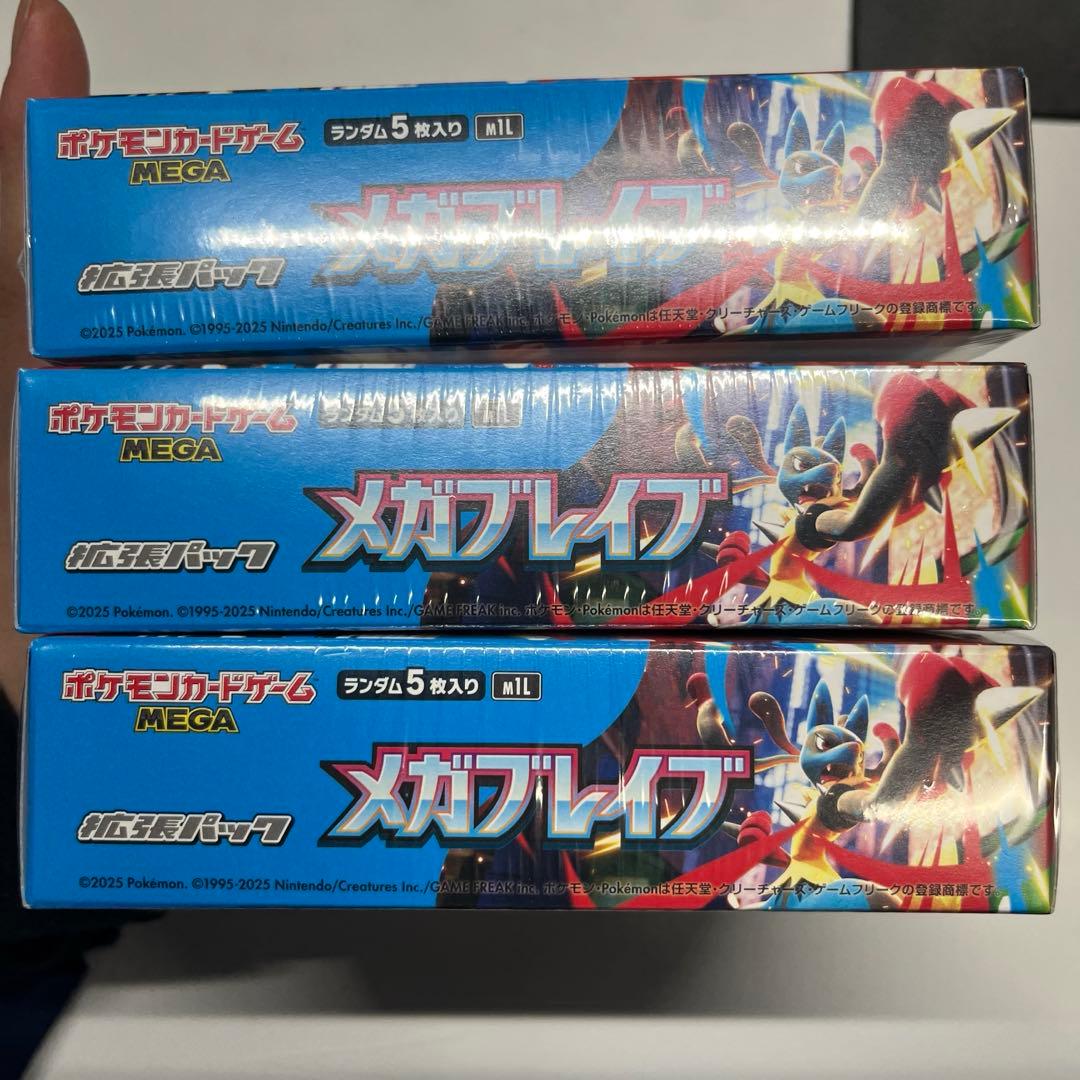 ポケモンカードゲーム
MEGA
ランダム5枚入り M1L
メガブレイブ
拡張パック
©2025 Pokémon. ©1995-2025 Nintendo/Creatures Inc./GAME FREAK inc. ポケモン・Pokémonは任天堂・クリーチャーズ・ゲームフリークの登録商標です。
ポケモンカードゲーム
MEGA
ランダム5枚入り M1L
メガブレイブ
拡張パック
©2025 Pokémon. ©1995-2025 Nintendo/Creatures Inc./GAME FREAK inc. ポケモン・Pokémonは任天堂・クリーチャーズ・ゲームフリークの登録商標です。
ポケモンカードゲーム
MEGA
ランダム5枚入り M1L
メガブレイブ
拡張パック
©2025 Pokémon. ©1995-2025 Nintendo/Creatures Inc./GAME FREAK inc. ポケモン・Pokémonは任天堂・クリーチャーズ・ゲームフリークの登録商標です。